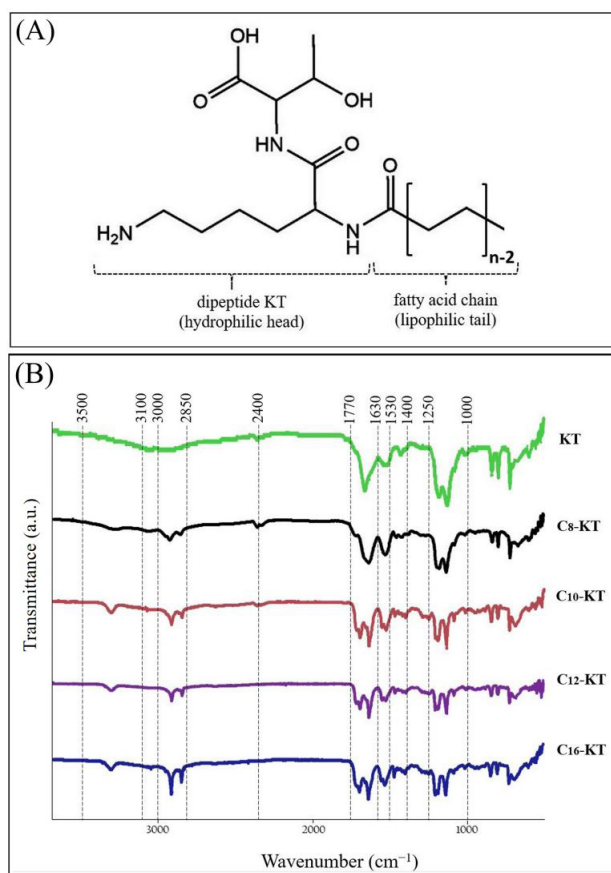 (A)
OH
O
OH
HN
O
O
H₂N
N
H
n-2
dipeptide KT
(hydrophilic head)
fatty acid chain
(lipophilic tail)
(B)
3500
3100
3000
2850
2400
1770
1630
1530
1400
1250
1000
KT
C8-KT
C10-KT
C12-KT
C16-KT
Transmittance (a.u.)
3000 2000 1000
Wavenumber (cm⁻¹)